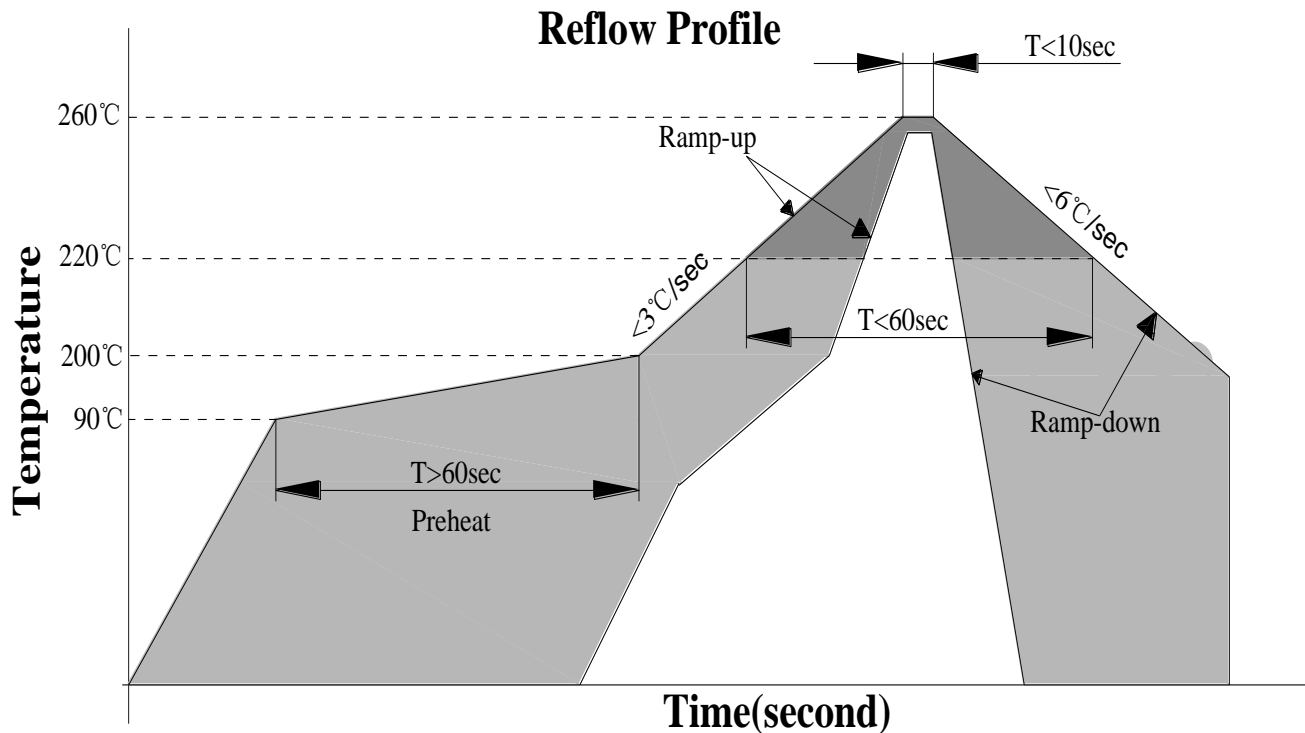 Reflow Profile
T<10sec
260℃
Ramp-up
<6℃/sec
220℃
<3℃/sec
T<60sec
200℃
90℃
Ramp-down
T>60sec
Preheat
Temperature
Time(second)